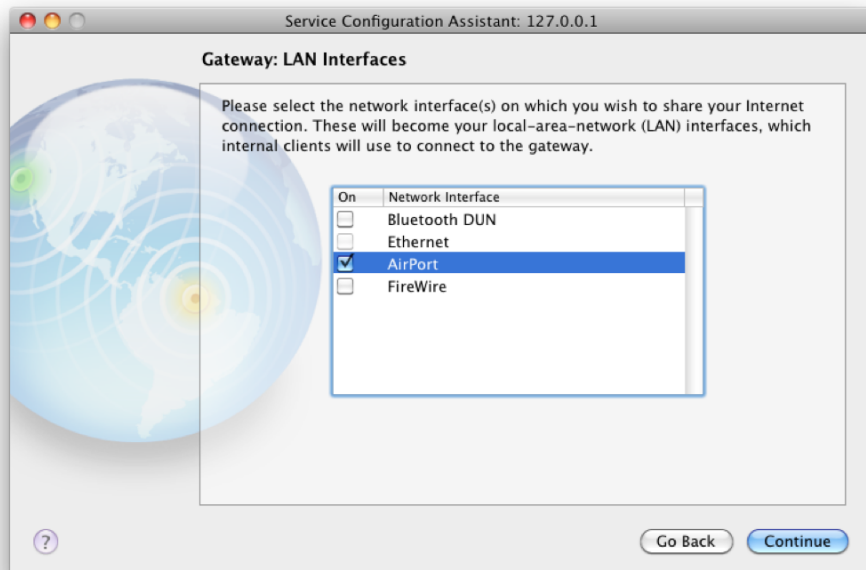 Service Configuration Assistant: 127.0.0.1
Gateway: LAN Interfaces
Please select the network interface(s) on which you wish to share your Internet
connection. These will become your local-area-network (LAN) interfaces, which
internal clients will use to connect to the gateway.
On Network Interface
Bluetooth DUN
Ethernet
AirPort
FireWire
? Go Back Continue